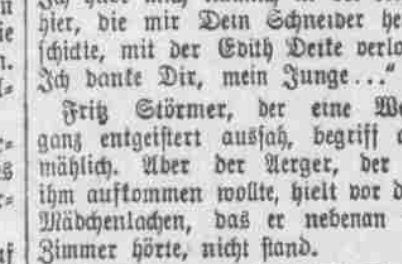 hier, die mir Dein Schneider he
schickte, mit der Edith Deike verlo
Ich danke Dir, mein Junge..."
Fritz Störmer, der eine We
ganz entgeistert aussah, begriff a
mählich. Aber der Aerger, der
ihm aufkommen wollte, hielt vor d
Mädchenlachen, das er nebenan
Zimmer hörte, nicht stand.